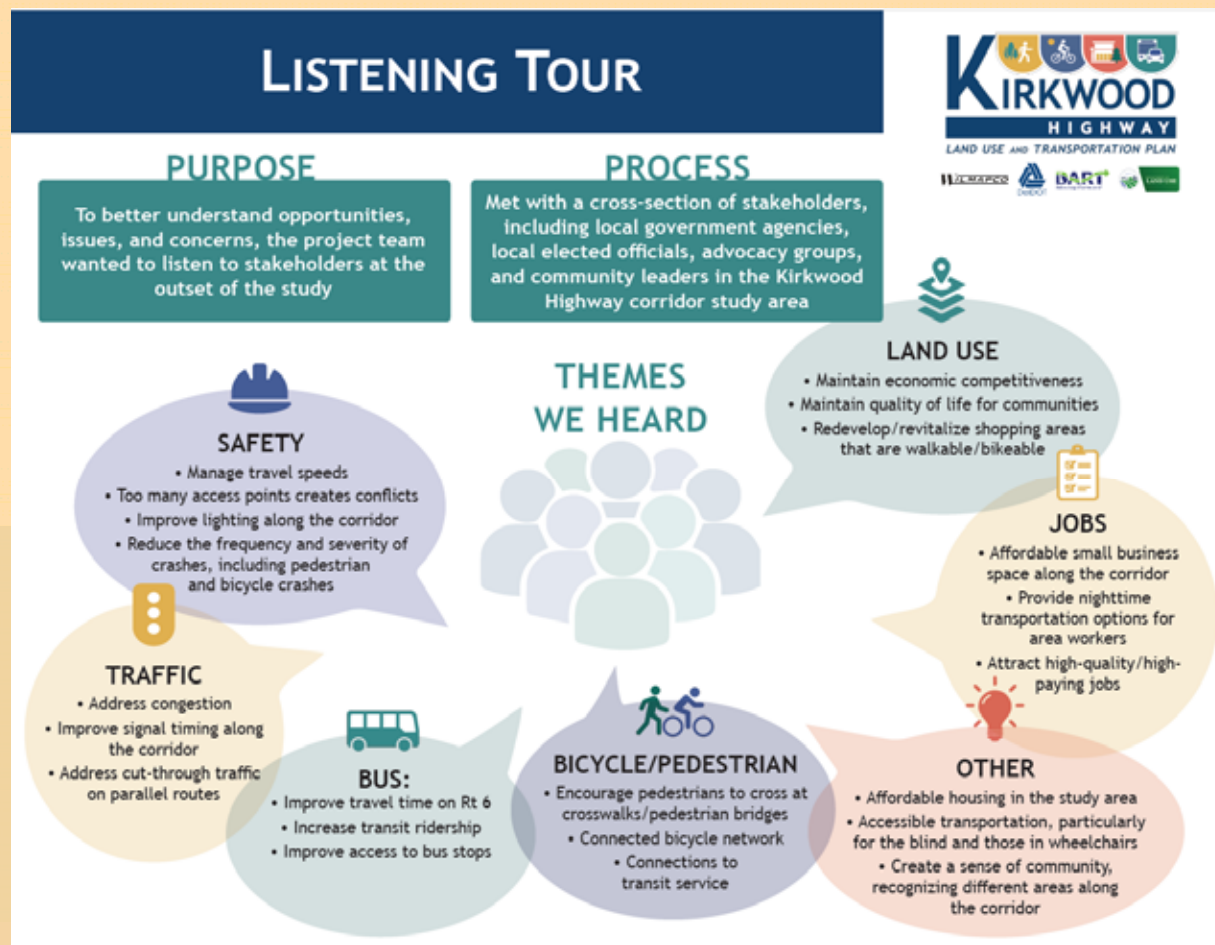 LISTENING TOUR
KIRKWOOD
HIGHWAY
LAND USE AND TRANSPORTATION PLAN
WILMAPCO
DelDOT
DART
PURPOSE
To better understand opportunities,
issues, and concerns, the project team
wanted to listen to stakeholders at the
outset of the study
PROCESS
Met with a cross-section of stakeholders,
including local government agencies,
local elected officials, advocacy groups,
and community leaders in the Kirkwood
Highway corridor study area
THEMES
WE HEARD
LAND USE
• Maintain economic competitiveness
• Maintain quality of life for communities
• Redevelop/revitalize shopping areas
that are walkable/bikeable
SAFETY
• Manage travel speeds
• Too many access points creates conflicts
• Improve lighting along the corridor
• Reduce the frequency and severity of
crashes, including pedestrian
and bicycle crashes
JOBS
• Affordable small business
space along the corridor
• Provide nighttime
transportation options for
area workers
• Attract high-quality/high-
paying jobs
TRAFFIC
• Address congestion
• Improve signal timing along
the corridor
• Address cut-through traffic
on parallel routes
BUS:
• Improve travel time on Rt 6
• Increase transit ridership
• Improve access to bus stops
BICYCLE/PEDESTRIAN
• Encourage pedestrians to cross at
crosswalks/pedestrian bridges
• Connected bicycle network
• Connections to
transit service
OTHER
• Affordable housing in the study area
• Accessible transportation, particularly
for the blind and those in wheelchairs
• Create a sense of community,
recognizing different areas along
the corridor